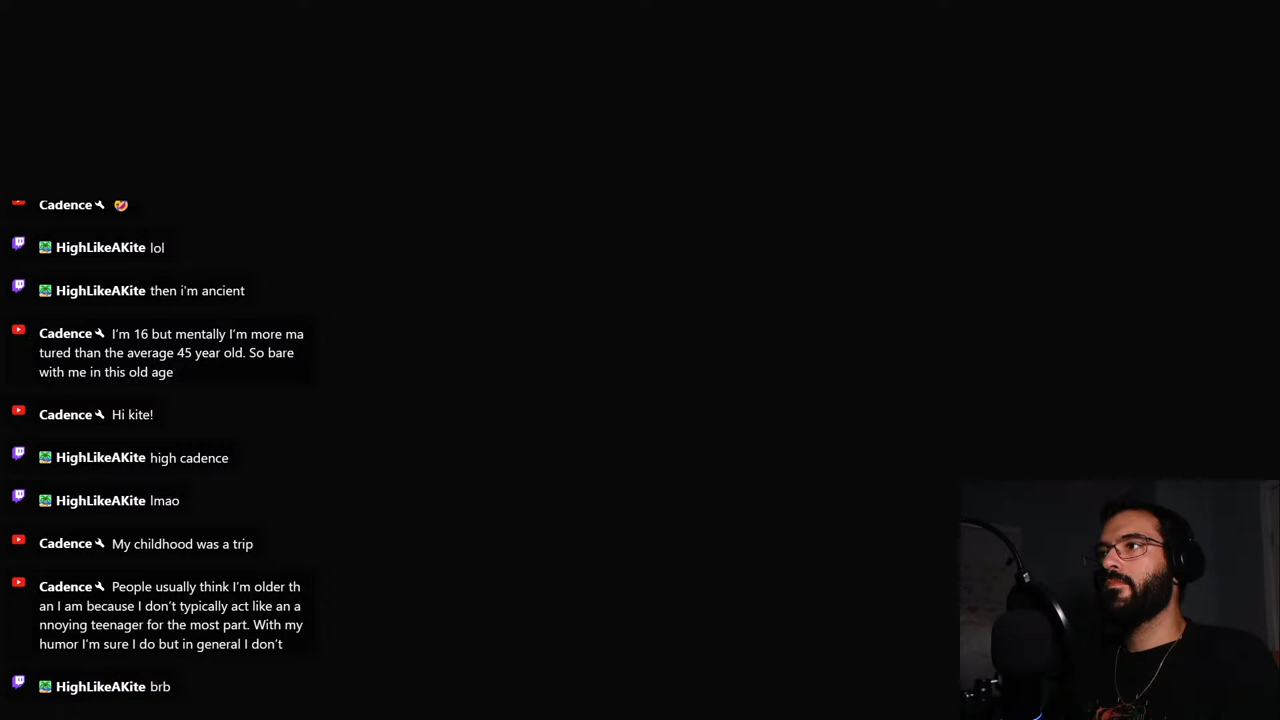 Cadence 🤣
HighLikeAKite lol
HighLikeAKite then i'm ancient
Cadence I'm 16 but mentally I'm more ma
tured than the average 45 year old. So bare
with me in this old age
Cadence Hi kite!
HighLikeAKite high cadence
HighLikeAKite lmao
Cadence My childhood was a trip
Cadence People usually think I'm older th
an I am because I don't typically act like an a
nnoying teenager for the most part. With my
humor I'm sure I do but in general I don't
HighLikeAKite brb